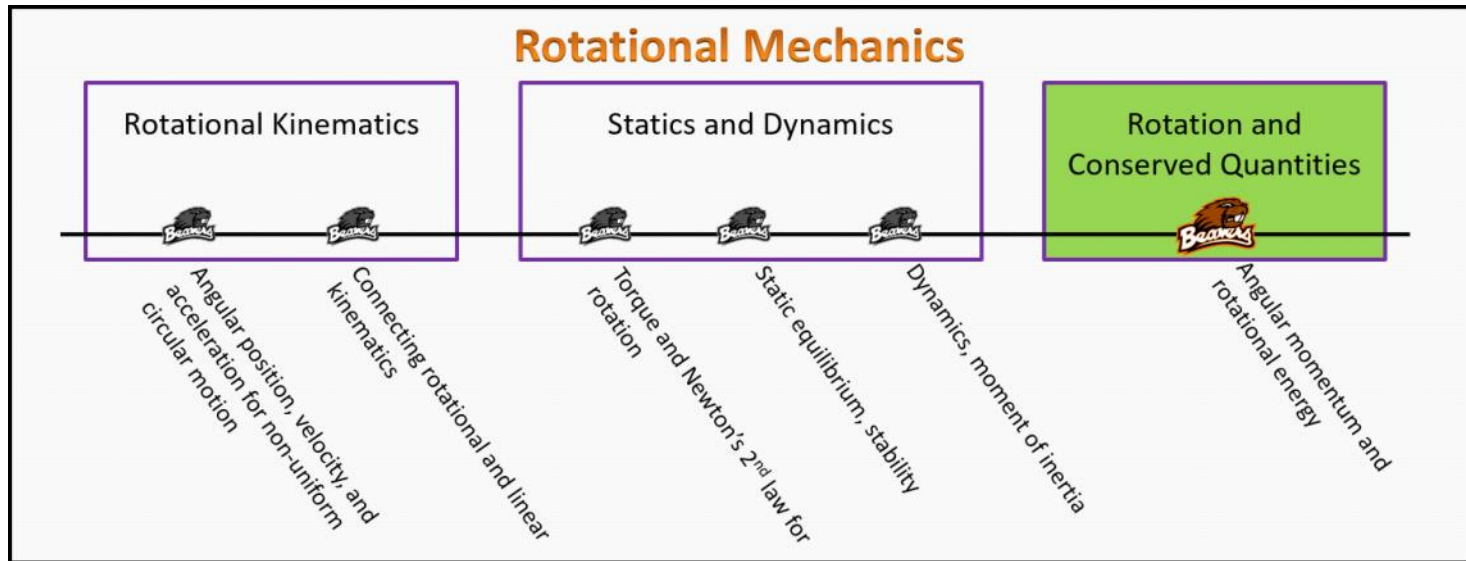 Rotational Mechanics
Rotational Kinematics
Statics and Dynamics
Rotation and
Conserved Quantities
Beavers
Beavers
Beavers
Beavers
Beavers
Beavers
Angular position, velocity, and
acceleration for non-uniform
circular motion
Connecting rotational and linear
kinematics
Torque and Newton's 2nd law for
rotation
Static equilibrium, stability
Dynamics, moment of inertia
Angular momentum and
rotational energy